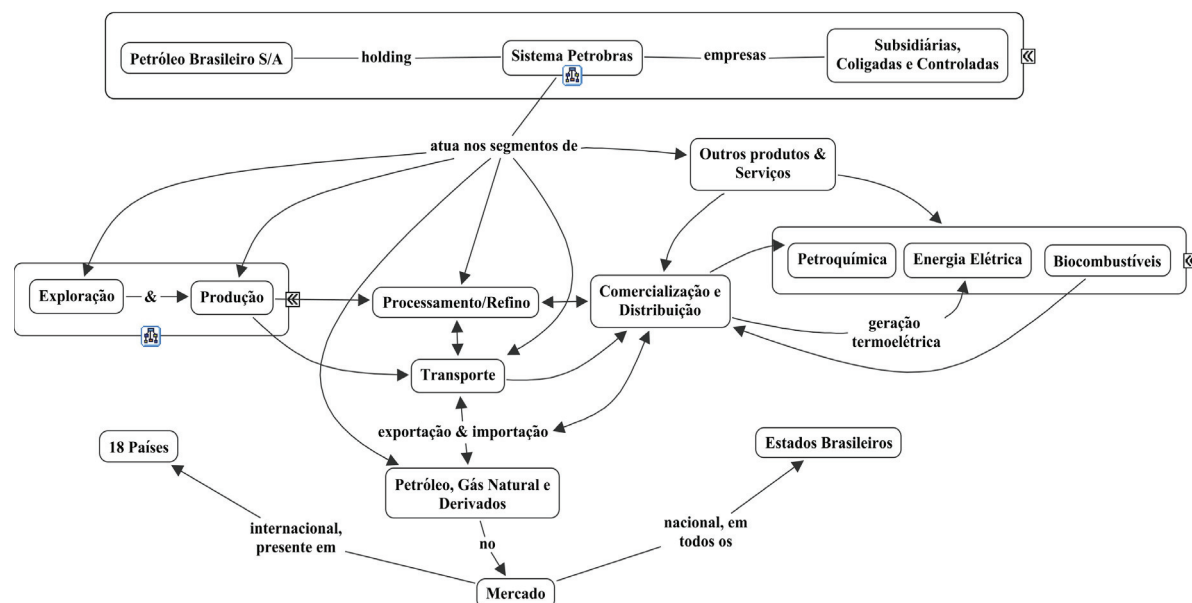 Petróleo Brasileiro S/A
holding
Sistema Petrobras
empresas
Subsidiárias,
Coligadas e Controladas
atua nos segmentos de
Outros produtos &
Serviços
Exploração
&
Produção
Processamento/Refino
Comercialização e
Distribuição
Petroquímica
Energia Elétrica
Biocombustíveis
geração
termoelétrica
Transporte
exportação & importação
18 Países
Estados Brasileiros
Petróleo, Gás Natural e
Derivados
internacional,
presente em
no
nacional, em
todos os
Mercado